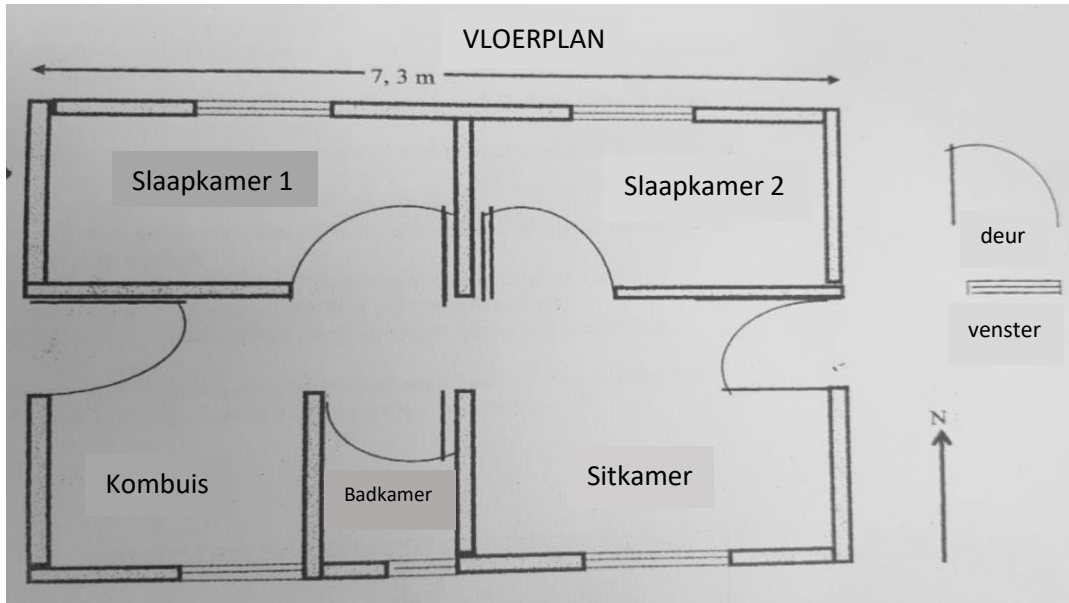 VLOERPLAN
7, 3 m
Slaapkamer 1
Slaapkamer 2
deur
venster
N
Kombuis
Badkamer
Sitkamer